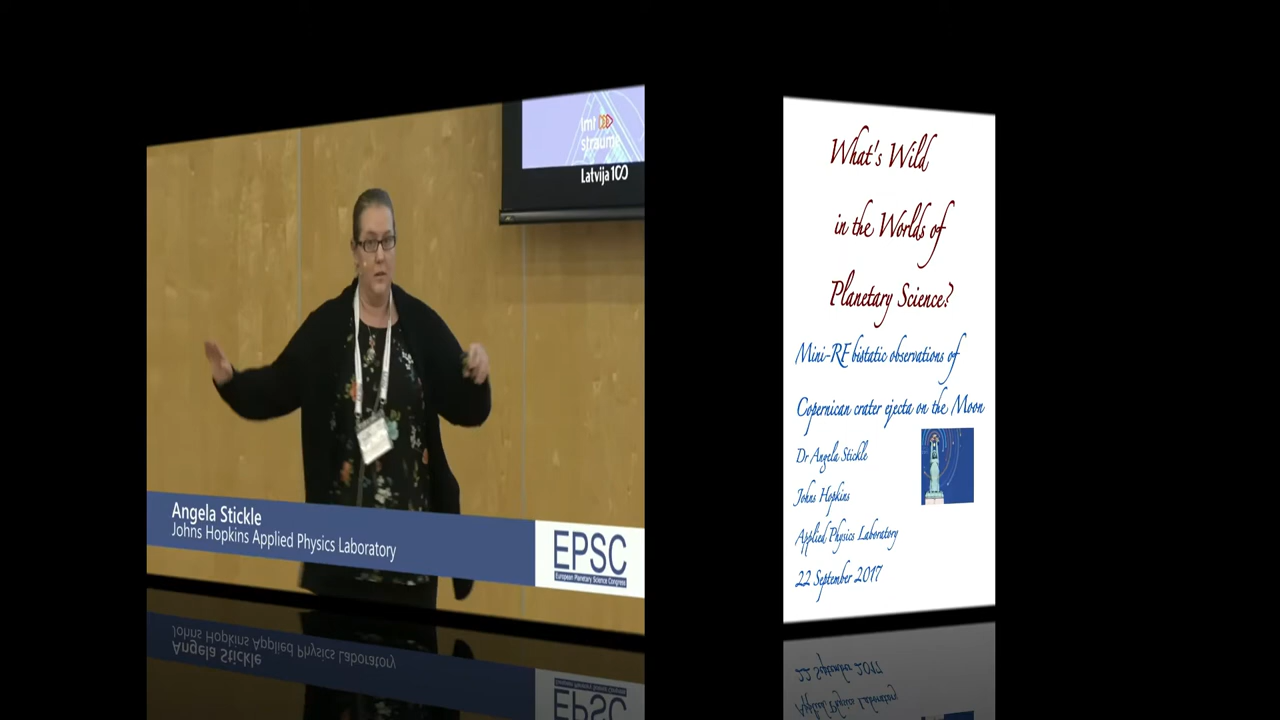 lmt
straume
Latvija 100
Angela Stickle
Johns Hopkins Applied Physics Laboratory
EPSC
European Planetary Science Congress
What's Wild
in the Worlds of
Planetary Science?
Mini-RF bistatic observations of
Copernican crater ejecta on the Moon
Dr Angela Stickle
Johns Hopkins
Applied Physics Laboratory
22 September 2017